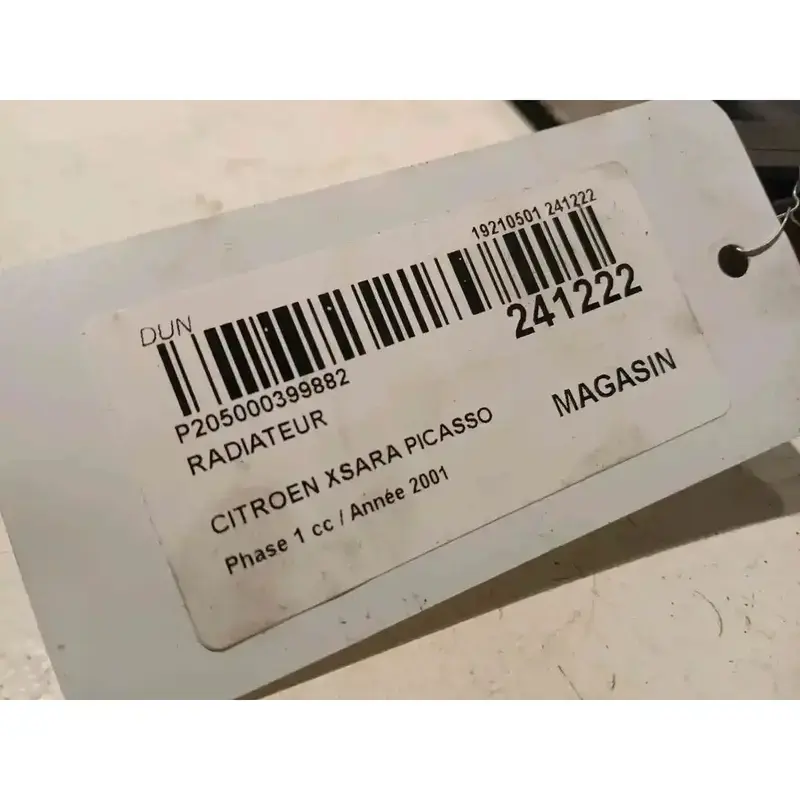 19210501 241222
DUN
241222
P205000399882
RADIATEUR
MAGASIN
CITROEN XSARA PICASSO
Phase 1 cc / Année 2001